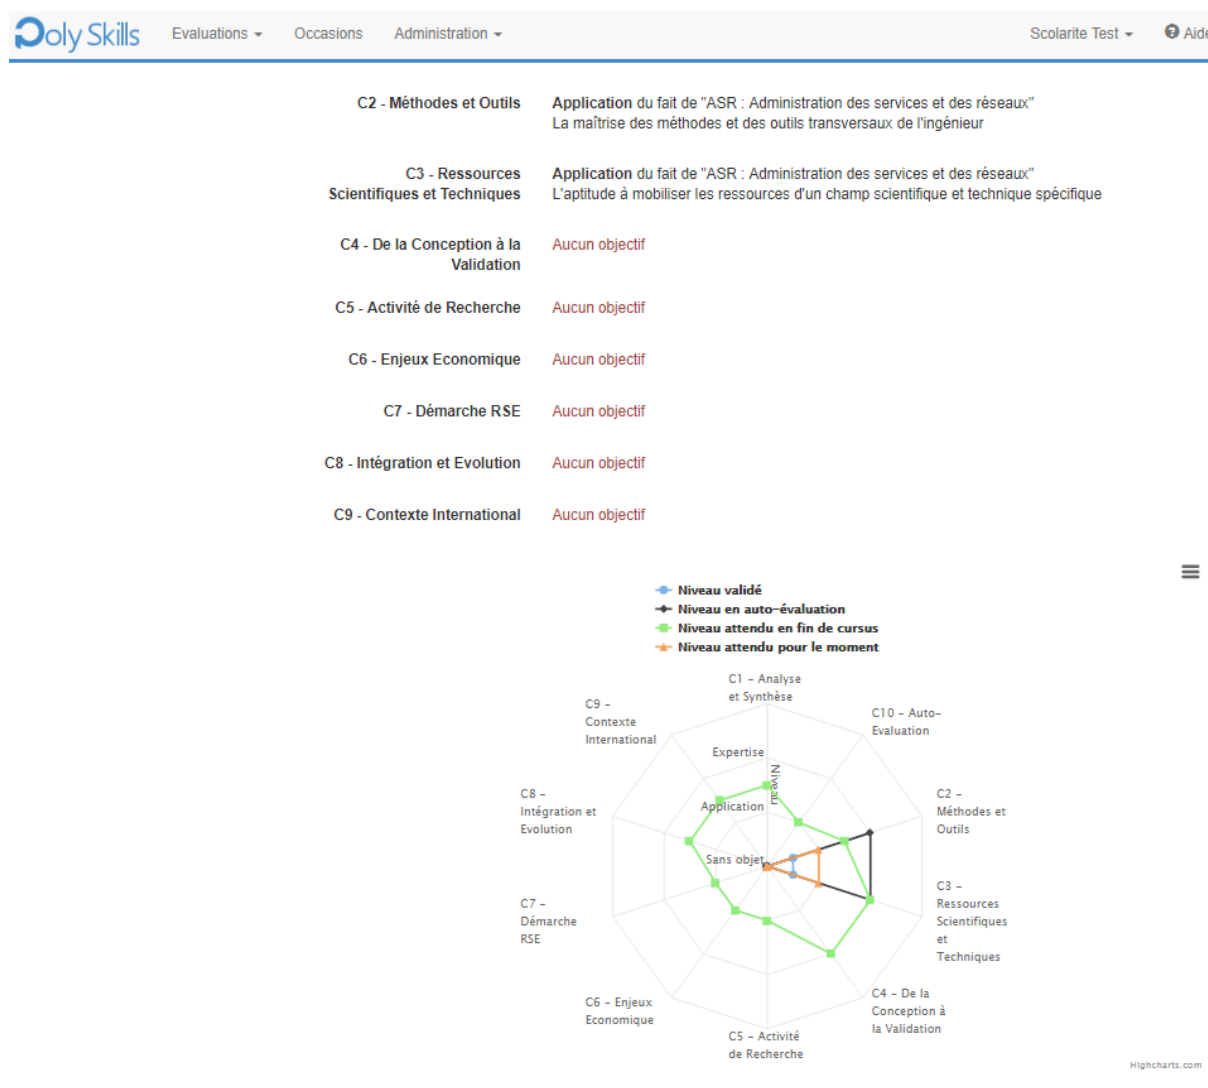 Poly Skills Evaluations Occasions Administration Scolarite Test Aide
C2 - Méthodes et Outils Application du fait de "ASR : Administration des services et des réseaux"
La maîtrise des méthodes et des outils transversaux de l'ingénieur
C3 - Ressources Application du fait de "ASR : Administration des services et des réseaux"
Scientifiques et Techniques L'aptitude à mobiliser les ressources d'un champ scientifique et technique spécifique
C4 - De la Conception à la Aucun objectif
Validation
C5 - Activité de Recherche Aucun objectif
C6 - Enjeux Economique Aucun objectif
C7 - Démarche RSE Aucun objectif
C8 - Intégration et Evolution Aucun objectif
C9 - Contexte International Aucun objectif
Niveau validé
Niveau en auto-évaluation
Niveau attendu en fin de cursus
Niveau attendu pour le moment
C1 - Analyse
et Synthèse
C10 - Auto-
Evaluation
C2 -
Méthodes et
Outils
C3 -
Ressources
Scientifiques
et
Techniques
C4 - De la
Conception à
la Validation
C5 - Activité
de Recherche
C6 - Enjeux
Economique
C7 -
Démarche
RSE
C8 -
Intégration et
Evolution
C9 -
Contexte
International
Expertise
Niveau
Application
Sans objet
Highcharts.com